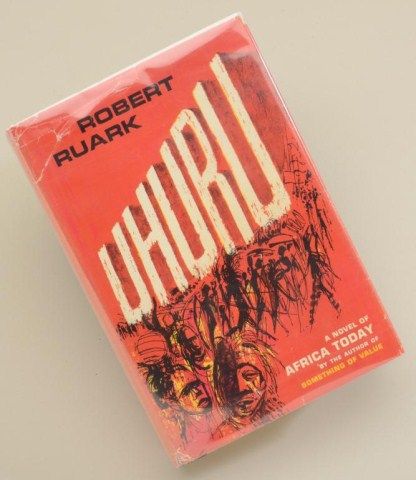 ROBERT
RUARK
UHURU
A NOVEL OF
AFRICA TODAY
BY THE AUTHOR OF
SOMETHING OF VALUE